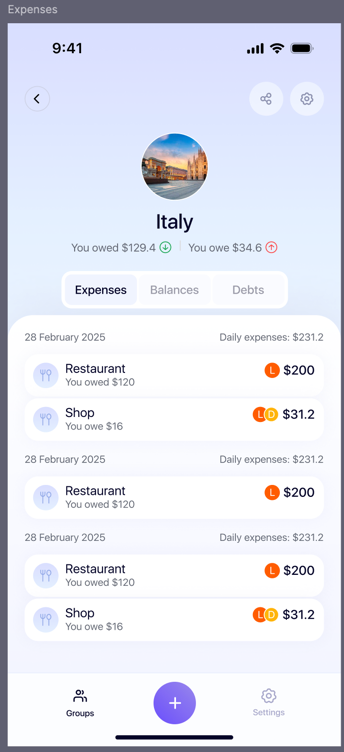 Expenses
9:41
Italy
You owed $129.4 You owe $34.6
Expenses Balances Debts
28 February 2025 Daily expenses: $231.2
Restaurant L $200
You owed $120
Shop L D $31.2
You owe $16
28 February 2025 Daily expenses: $231.2
Restaurant L $200
You owed $120
28 February 2025 Daily expenses: $231.2
Restaurant L $200
You owed $120
Shop L D $31.2
You owe $16
Groups + Settings